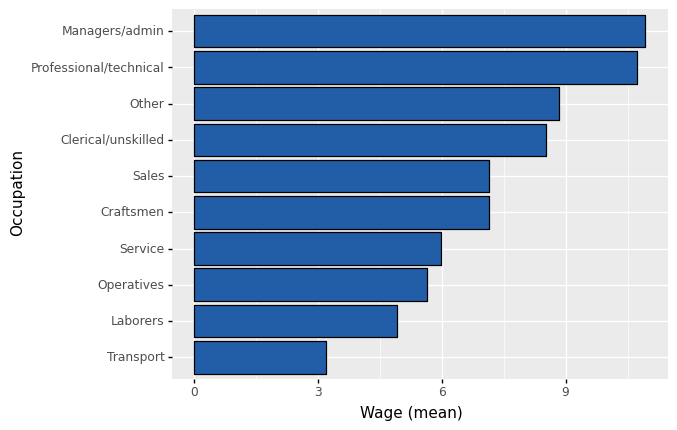 Managers/admin
Professional/technical
Other
Clerical/unskilled
Sales
Craftsmen
Service
Operatives
Laborers
Transport
Occupation
0 3 6 9
Wage (mean)